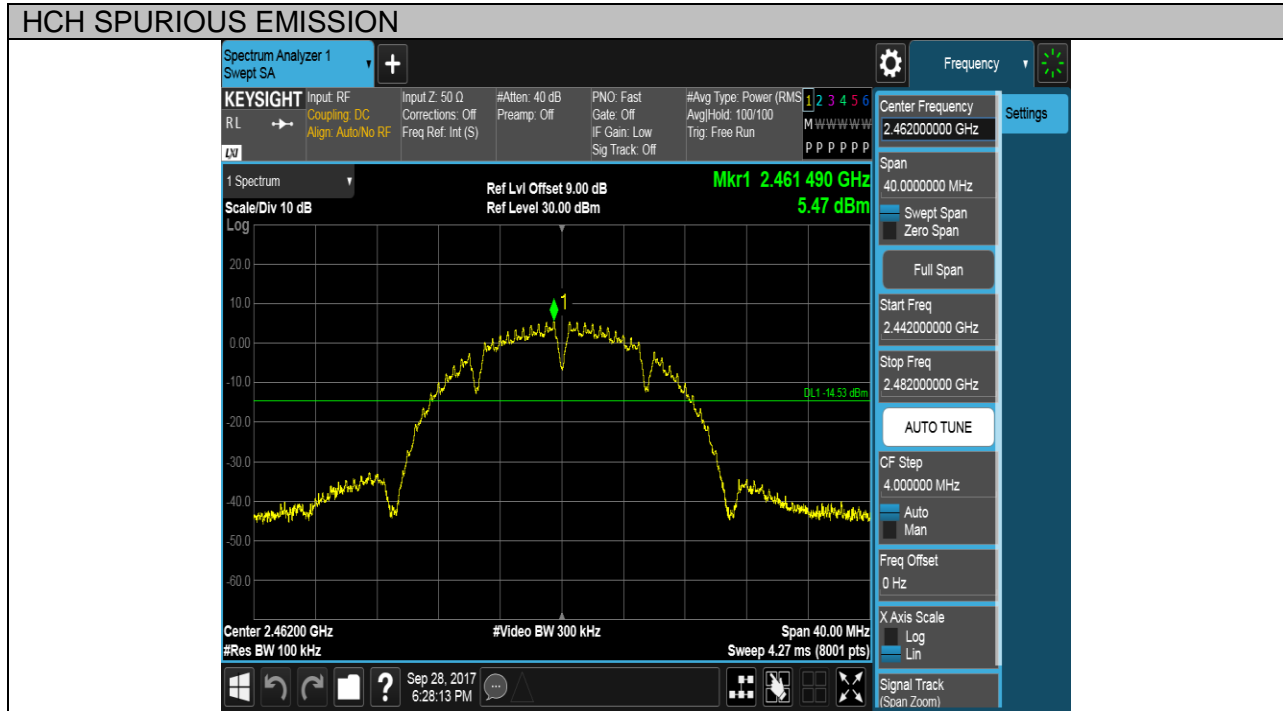 HCH SPURIOUS EMISSION
Spectrum Analyzer 1
Swept SA
+
Frequency
KEYSIGHT
RL
LXI
Input: RF
Coupling: DC
Align: Auto/No RF
Input Z: 50 Ω
Corrections: Off
Freq Ref: Int (S)
#Atten: 40 dB
Preamp: Off
PNO: Fast
Gate: Off
IF Gain: Low
Sig Track: Off
#Avg Type: Power (RMS
Avg|Hold: 100/100
Trig: Free Run
1 2 3 4 5 6
M W W W W W
P P P P P P
1 Spectrum
Scale/Div 10 dB
Ref Lvl Offset 9.00 dB
Ref Level 30.00 dBm
Mkr1 2.461 490 GHz
5.47 dBm
Log
20.0
10.0
0.00
-10.0
-20.0
-30.0
-40.0
-50.0
-60.0
1
DL1 -14.53 dBm
Center 2.46200 GHz
#Res BW 100 kHz
#Video BW 300 kHz
Span 40.00 MHz
Sweep 4.27 ms (8001 pts)
Center Frequency
2.462000000 GHz
Settings
Span
40.0000000 MHz
Swept Span
Zero Span
Full Span
Start Freq
2.442000000 GHz
Stop Freq
2.482000000 GHz
AUTO TUNE
CF Step
4.000000 MHz
Auto
Man
Freq Offset
0 Hz
X Axis Scale
Log
Lin
Signal Track
(Span Zoom)
?
Sep 28, 2017
6:28:13 PM